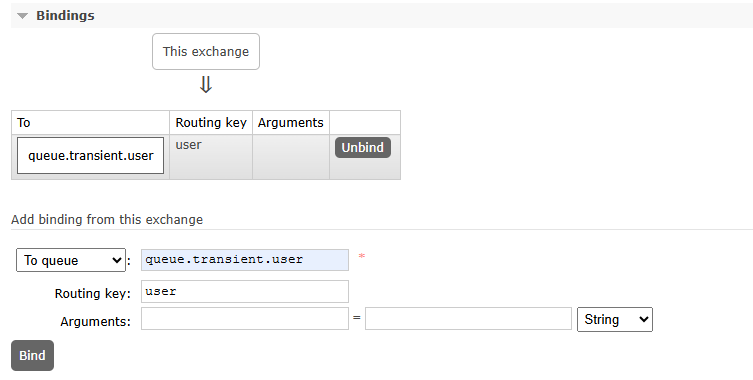 Bindings
This exchange
⇓
To Routing key Arguments
queue.transient.user user Unbind
Add binding from this exchange
To queue : queue.transient.user *
Routing key: user
Arguments: = String
Bind